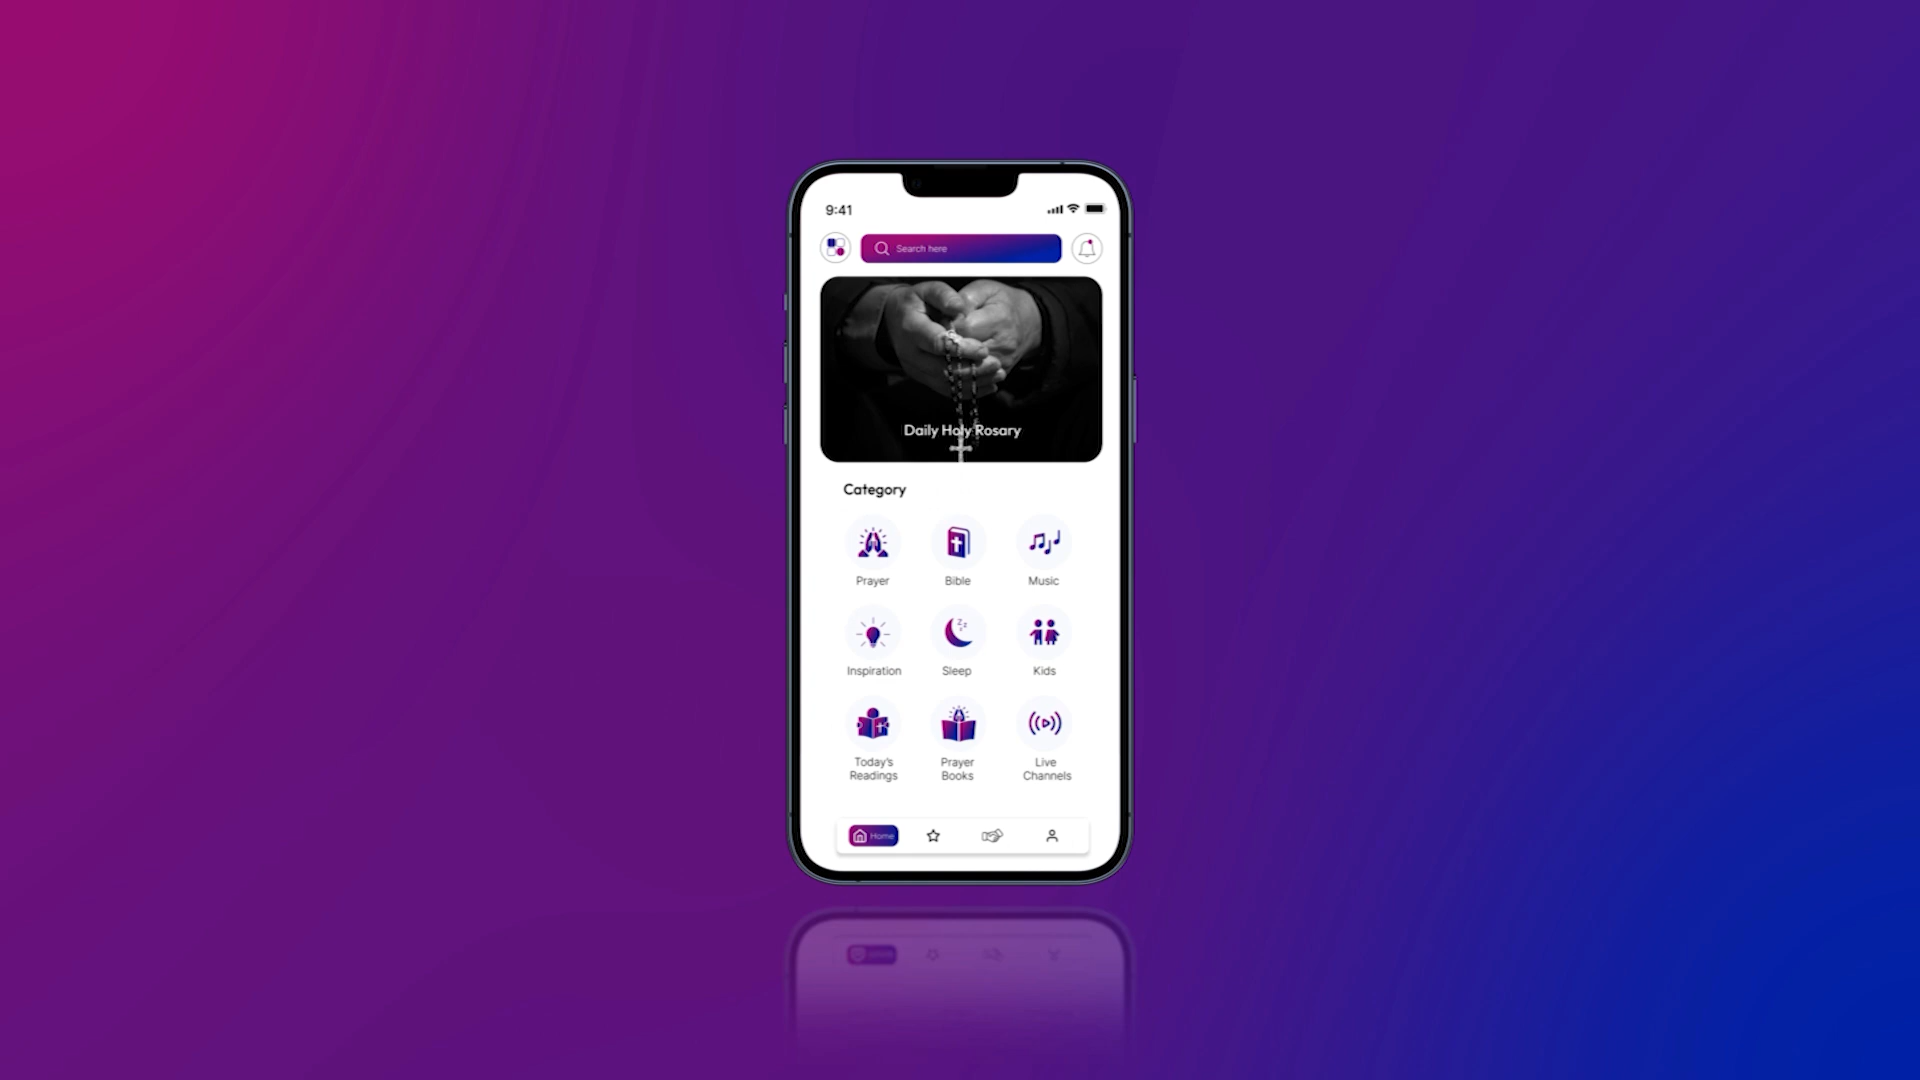 9:41
Search here
Daily Holy Rosary
Category
Prayer
Bible
Music
Inspiration
Sleep
Kids
Today's
Readings
Prayer
Books
Live
Channels
Home